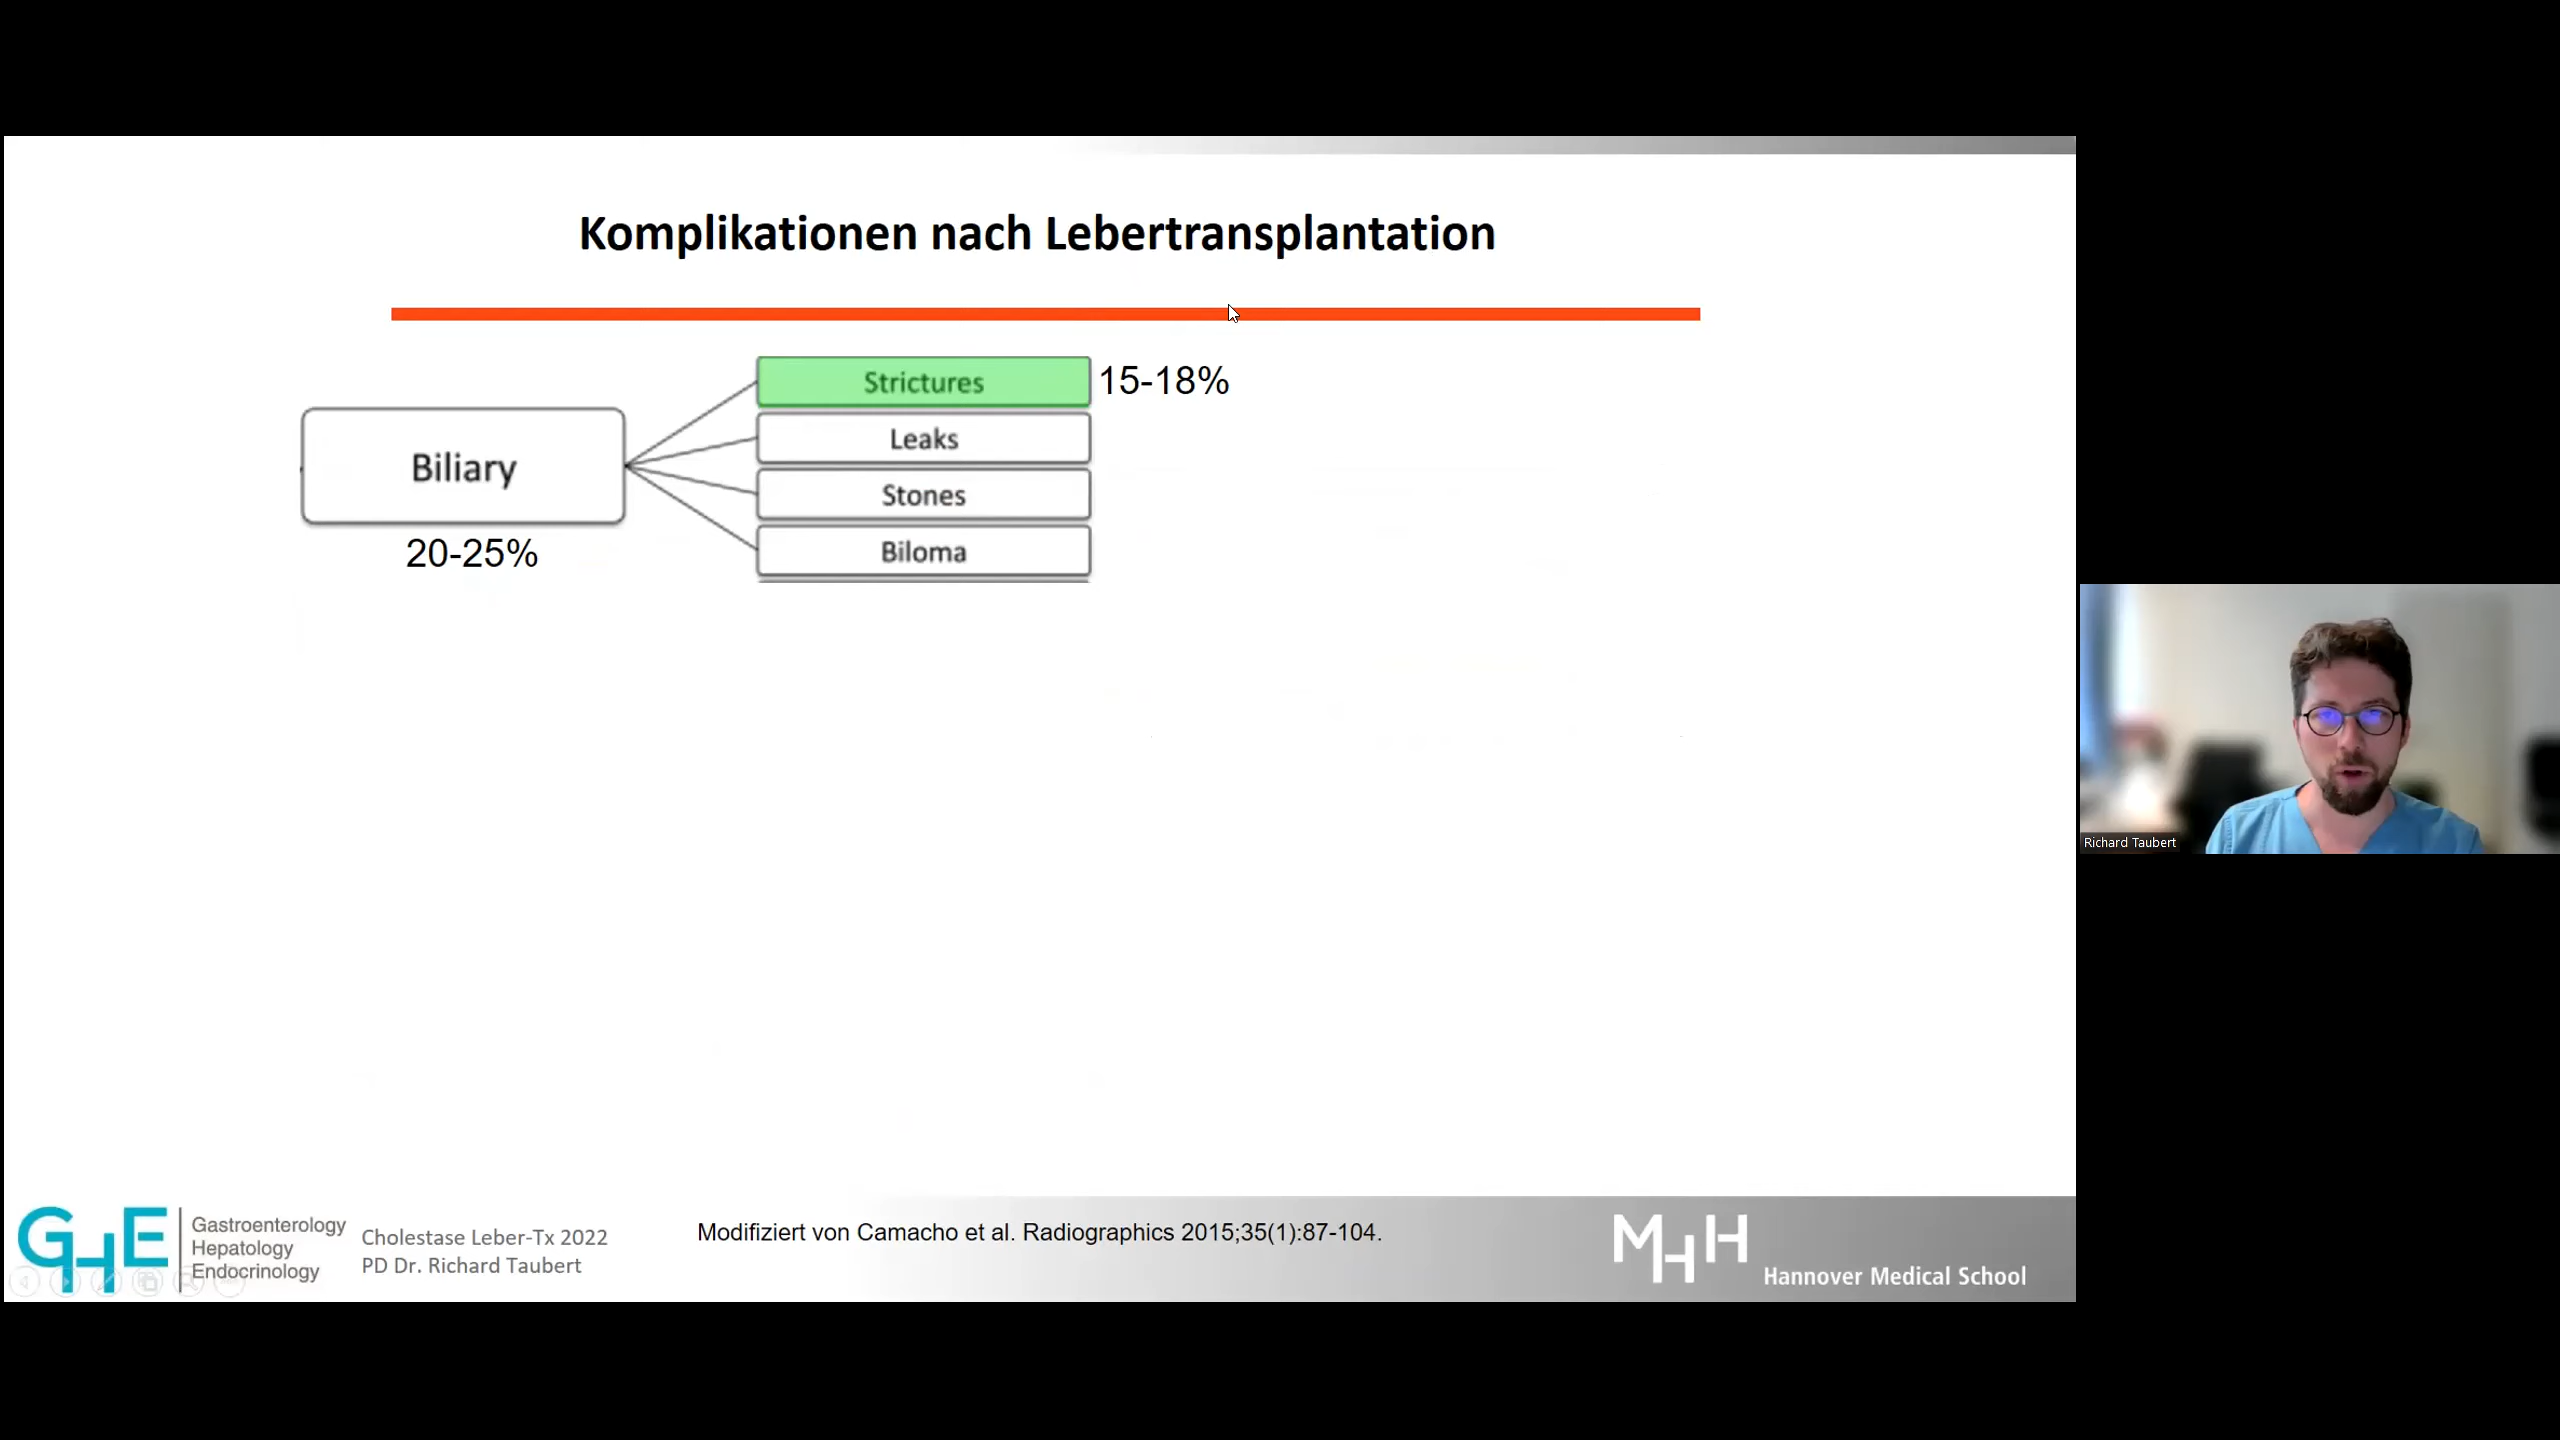 Komplikationen nach Lebertransplantation
Strictures
15-18%
Leaks
Biliary
Stones
20-25%
Biloma
GHE
Gastroenterology
Hepatology
Endocrinology
Cholestase Leber-Tx 2022
PD Dr. Richard Taubert
Modifiziert von Camacho et al. Radiographics 2015;35(1):87-104.
MHH
Hannover Medical School
Richard Taubert